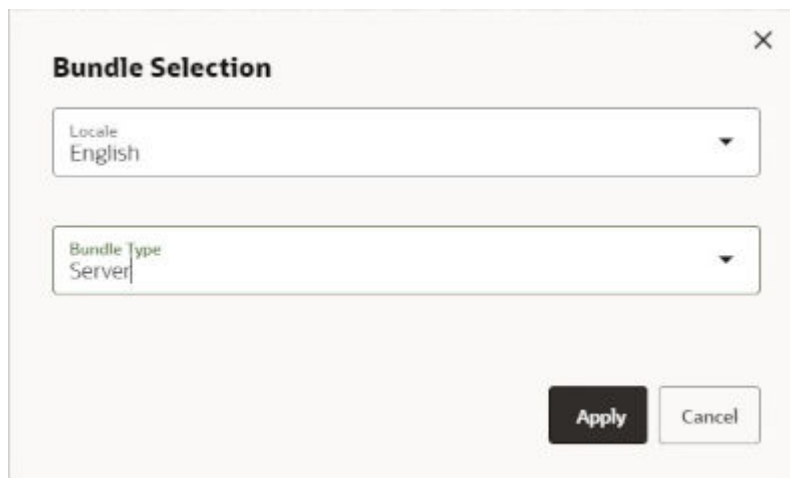 Bundle Selection
Locale
English
Bundle Type
Server
Apply
Cancel